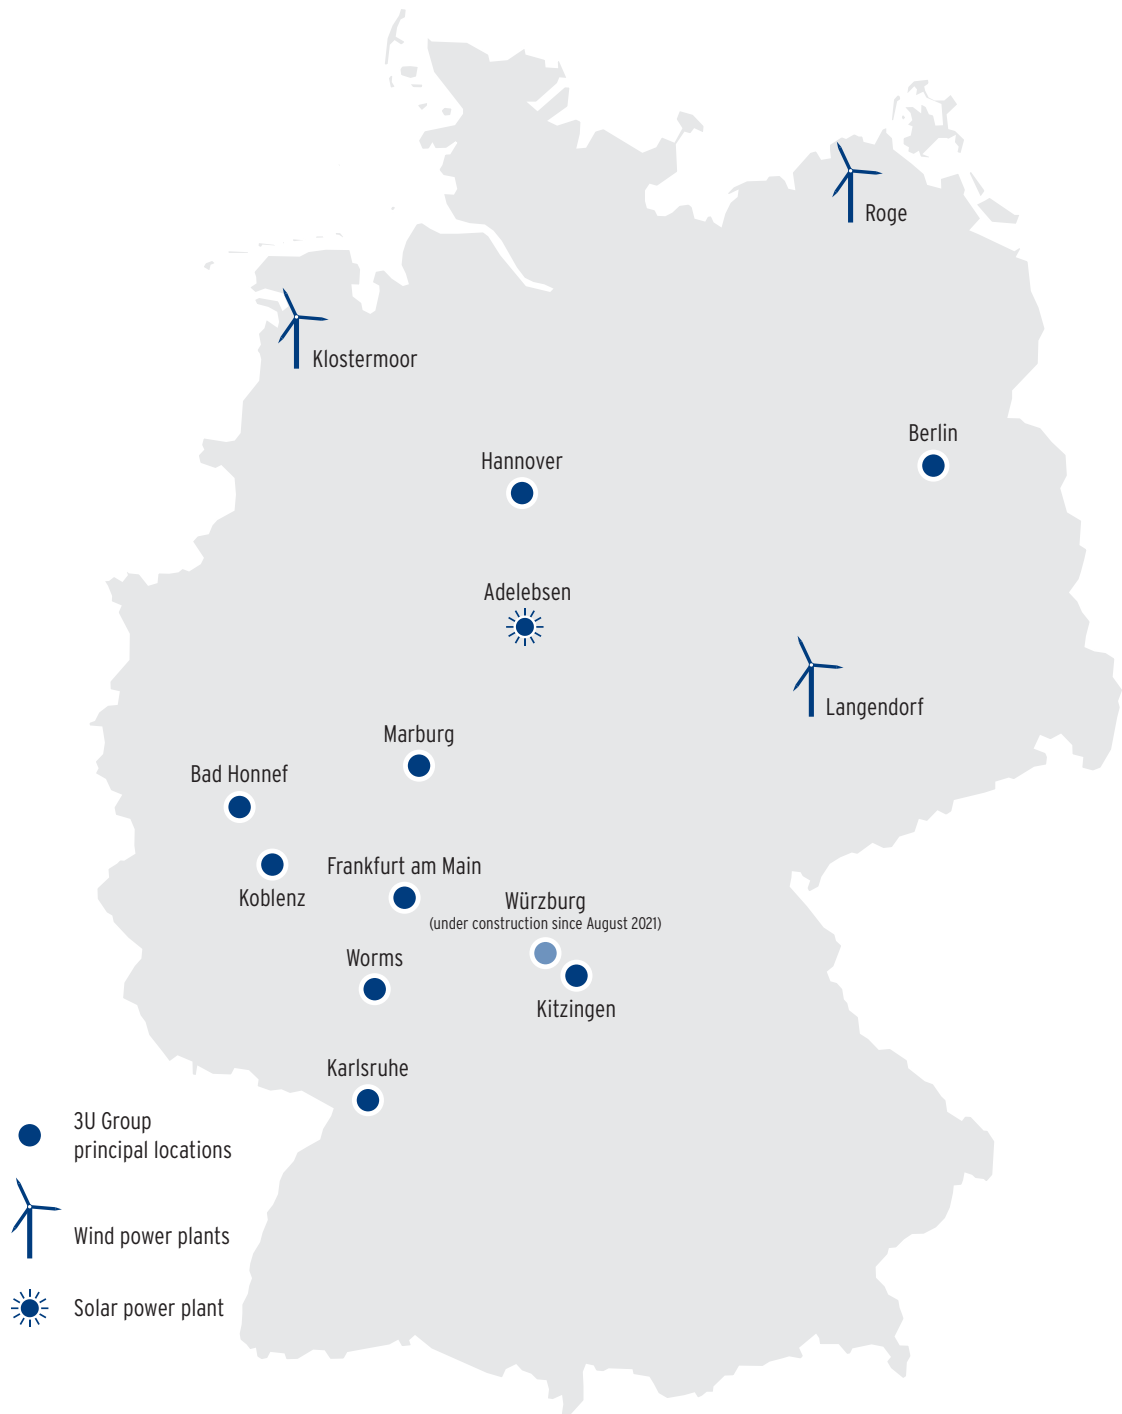 Roge
Klostermoor
Berlin
Hannover
Adelebsen
Langendorf
Marburg
Bad Honnef
Frankfurt am Main
Koblenz
Würzburg
(under construction since August 2021)
Worms
Kitzingen
Karlsruhe
3U Group
principal locations
Wind power plants
Solar power plant